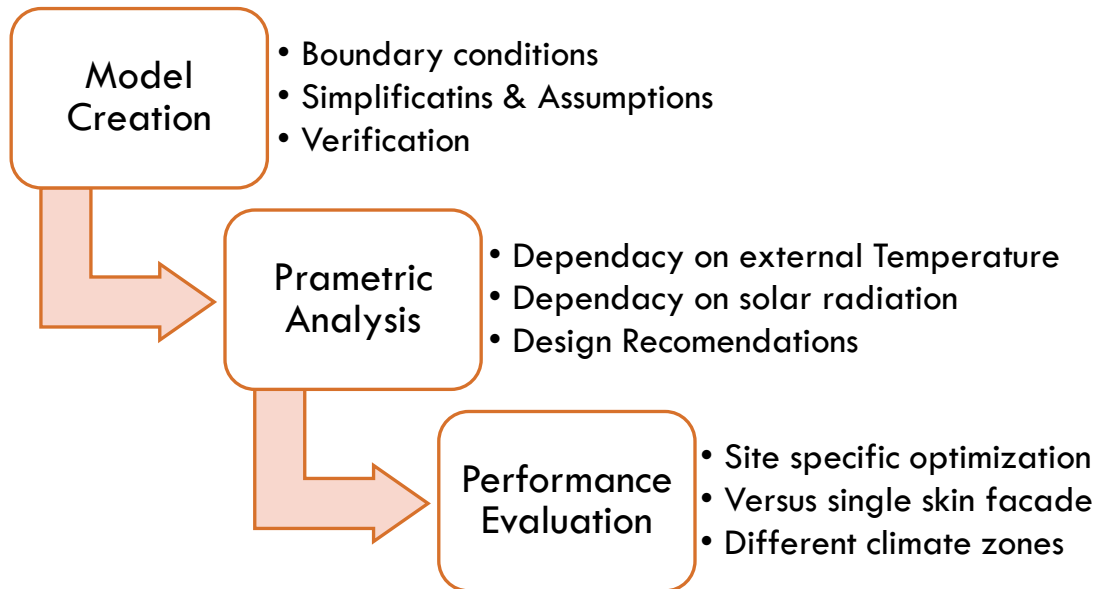 Model
Creation
• Boundary conditions
• Simplificatins & Assumptions
• Verification
Prametric
Analysis
• Dependacy on external Temperature
• Dependacy on solar radiation
• Design Recomendations
Performance
Evaluation
• Site specific optimization
• Versus single skin facade
• Different climate zones